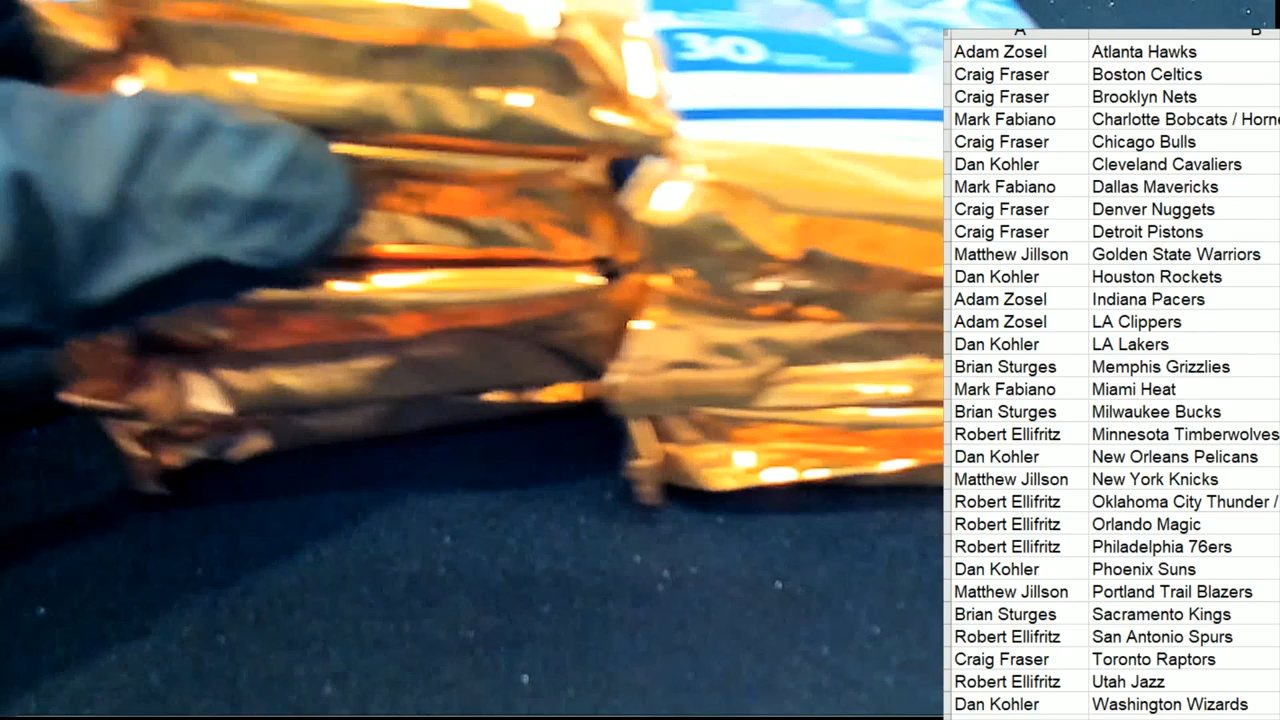 30
A B
Adam Zosel Atlanta Hawks
Craig Fraser Boston Celtics
Craig Fraser Brooklyn Nets
Mark Fabiano Charlotte Bobcats / Horne
Craig Fraser Chicago Bulls
Dan Kohler Cleveland Cavaliers
Mark Fabiano Dallas Mavericks
Craig Fraser Denver Nuggets
Craig Fraser Detroit Pistons
Matthew Jillson Golden State Warriors
Dan Kohler Houston Rockets
Adam Zosel Indiana Pacers
Adam Zosel LA Clippers
Dan Kohler LA Lakers
Brian Sturges Memphis Grizzlies
Mark Fabiano Miami Heat
Brian Sturges Milwaukee Bucks
Robert Ellifritz Minnesota Timberwolves
Dan Kohler New Orleans Pelicans
Matthew Jillson New York Knicks
Robert Ellifritz Oklahoma City Thunder /
Robert Ellifritz Orlando Magic
Robert Ellifritz Philadelphia 76ers
Dan Kohler Phoenix Suns
Matthew Jillson Portland Trail Blazers
Brian Sturges Sacramento Kings
Robert Ellifritz San Antonio Spurs
Craig Fraser Toronto Raptors
Robert Ellifritz Utah Jazz
Dan Kohler Washington Wizards